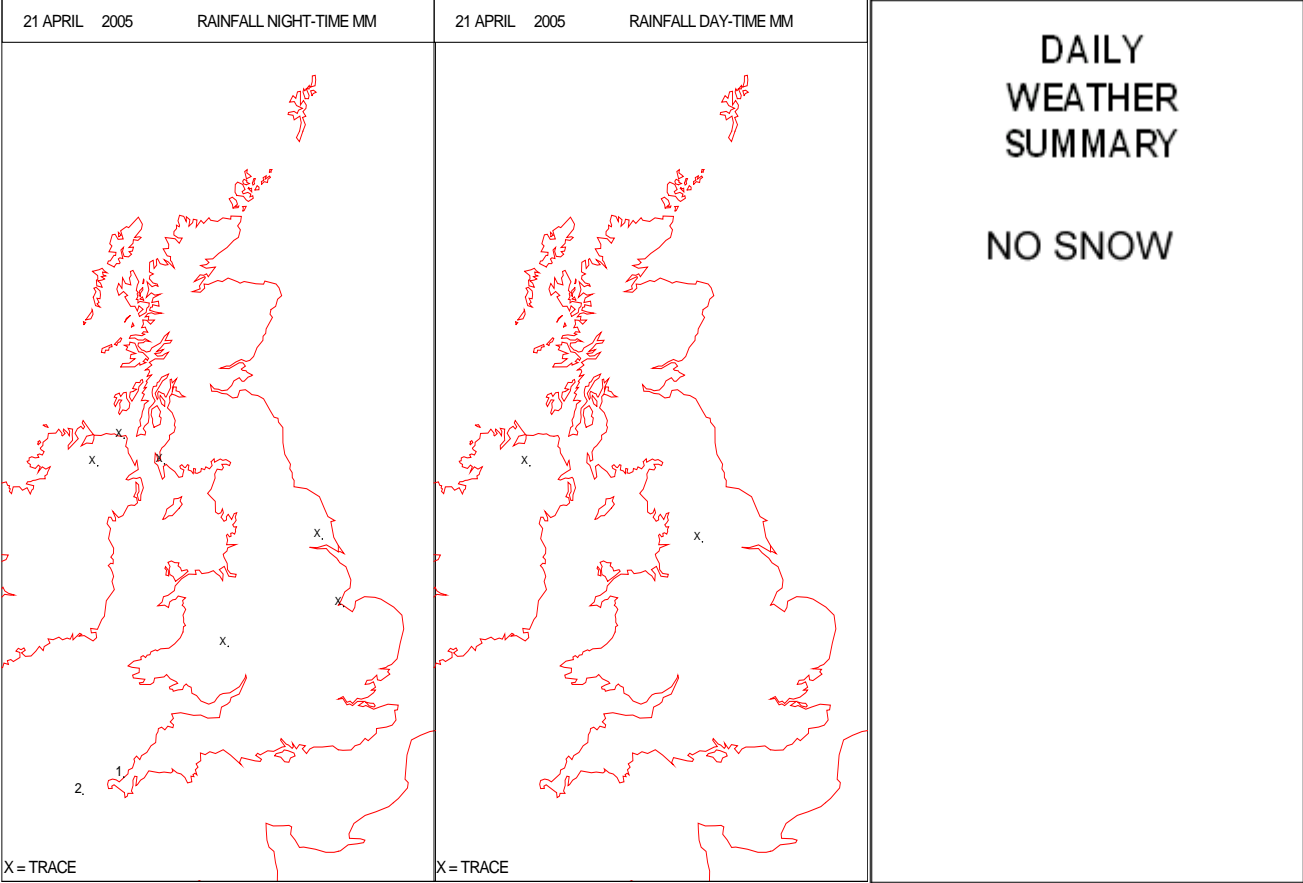 21 APRIL 2005 RAINFALL NIGHT-TIME MM
X.
X.
X
X.
X.
X.
1
2.
X = TRACE
21 APRIL 2005 RAINFALL DAY-TIME MM
X.
X.
X = TRACE
DAILY
WEATHER
SUMMARY
NO SNOW